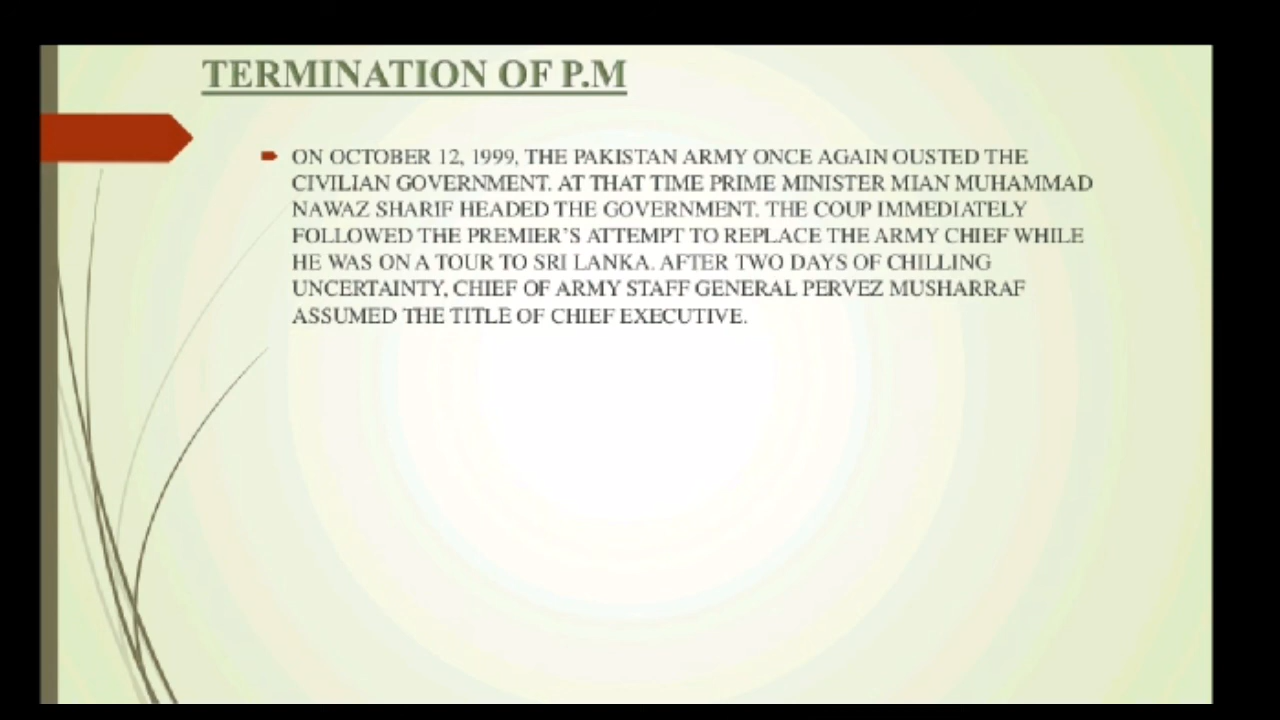 TERMINATION OF P.M
ON OCTOBER 12, 1999, THE PAKISTAN ARMY ONCE AGAIN OUSTED THE
CIVILIAN GOVERNMENT. AT THAT TIME PRIME MINISTER MIAN MUHAMMAD
NAWAZ SHARIF HEADED THE GOVERNMENT. THE COUP IMMEDIATELY
FOLLOWED THE PREMIER'S ATTEMPT TO REPLACE THE ARMY CHIEF WHILE
HE WAS ON A TOUR TO SRI LANKA. AFTER TWO DAYS OF CHILLING
UNCERTAINTY, CHIEF OF ARMY STAFF GENERAL PERVEZ MUSHARRAF
ASSUMED THE TITLE OF CHIEF EXECUTIVE.